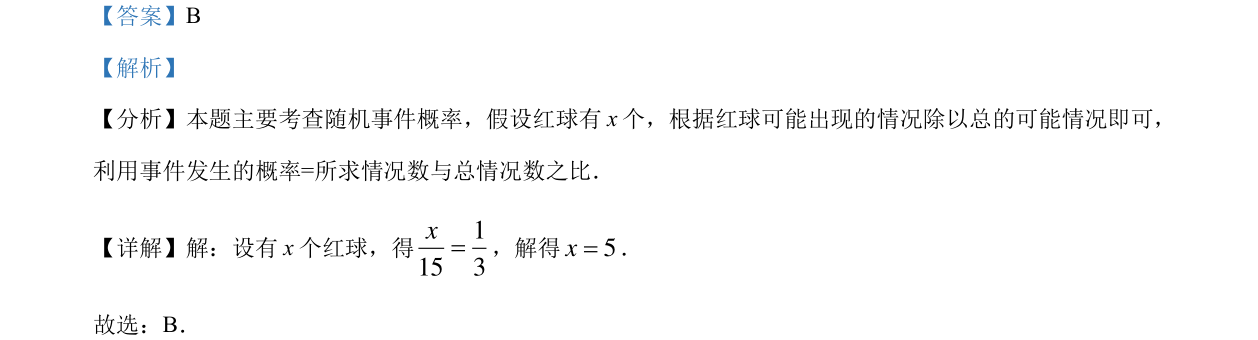 【答案】B
【解析】
【分析】本题主要考查随机事件概率，假设红球有 x 个，根据红球可能出现的情况除以总的可能情况即可，
利用事件发生的概率=所求情况数与总情况数之比．
【详解】解：设有 x 个红球，得 x/15 = 1/3，解得 x = 5．
故选：B．